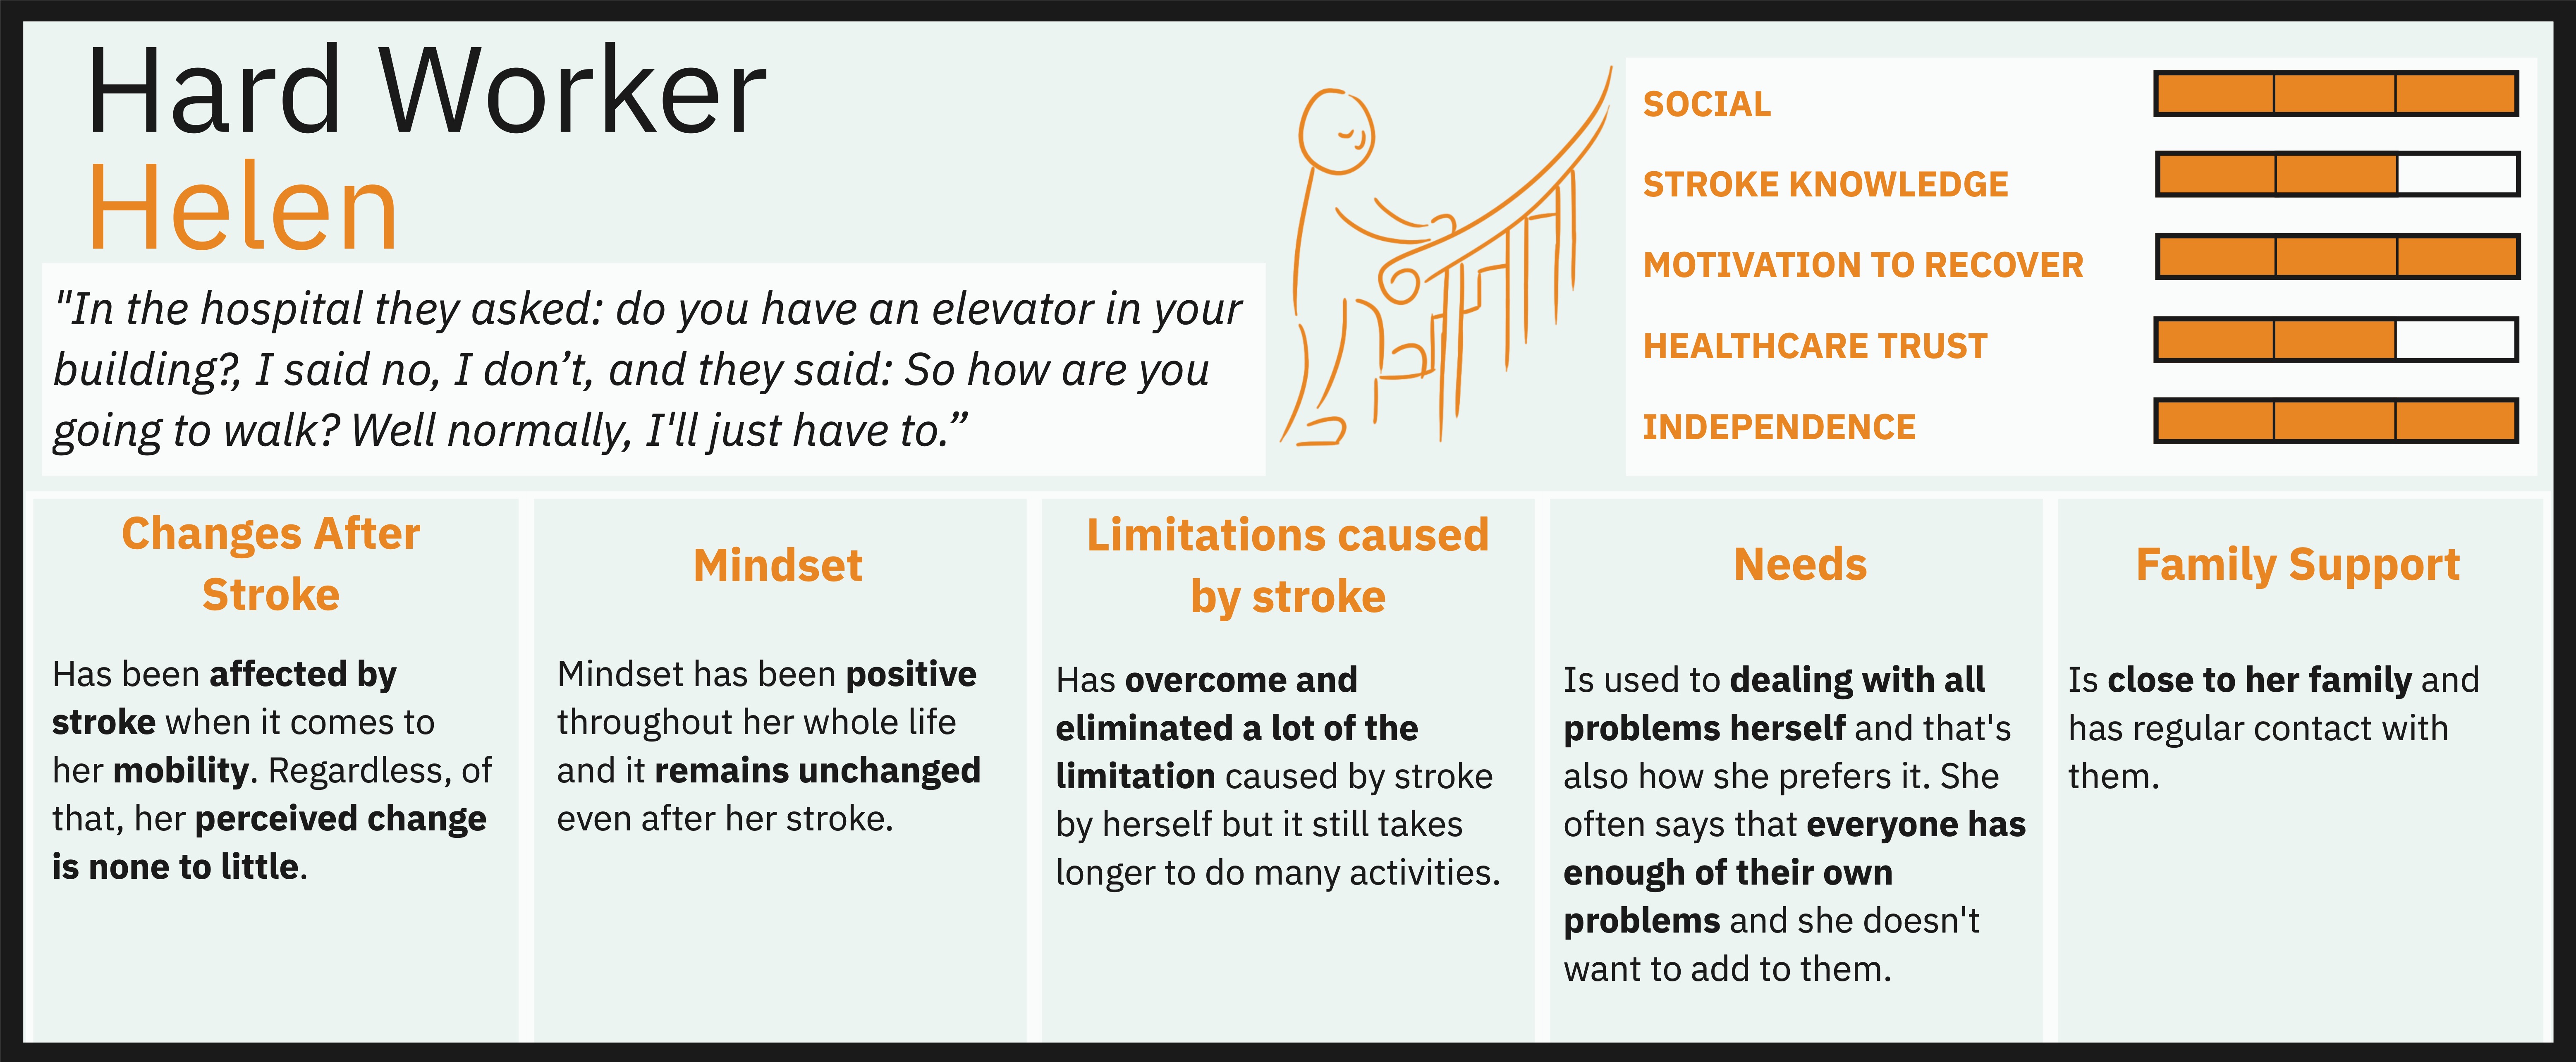 Hard Worker
Helen
"In the hospital they asked: do you have an elevator in your
building?, I said no, I don’t, and they said: So how are you
going to walk? Well normally, I'll just have to.”
SOCIAL
STROKE KNOWLEDGE
MOTIVATION TO RECOVER
HEALTHCARE TRUST
INDEPENDENCE
Changes After
Stroke
Has been affected by
stroke when it comes to
her mobility. Regardless, of
that, her perceived change
is none to little.
Mindset
Mindset has been positive
throughout her whole life
and it remains unchanged
even after her stroke.
Limitations caused
by stroke
Has overcome and
eliminated a lot of the
limitation caused by stroke
by herself but it still takes
longer to do many activities.
Needs
Is used to dealing with all
problems herself and that's
also how she prefers it. She
often says that everyone has
enough of their own
problems and she doesn't
want to add to them.
Family Support
Is close to her family and
has regular contact with
them.